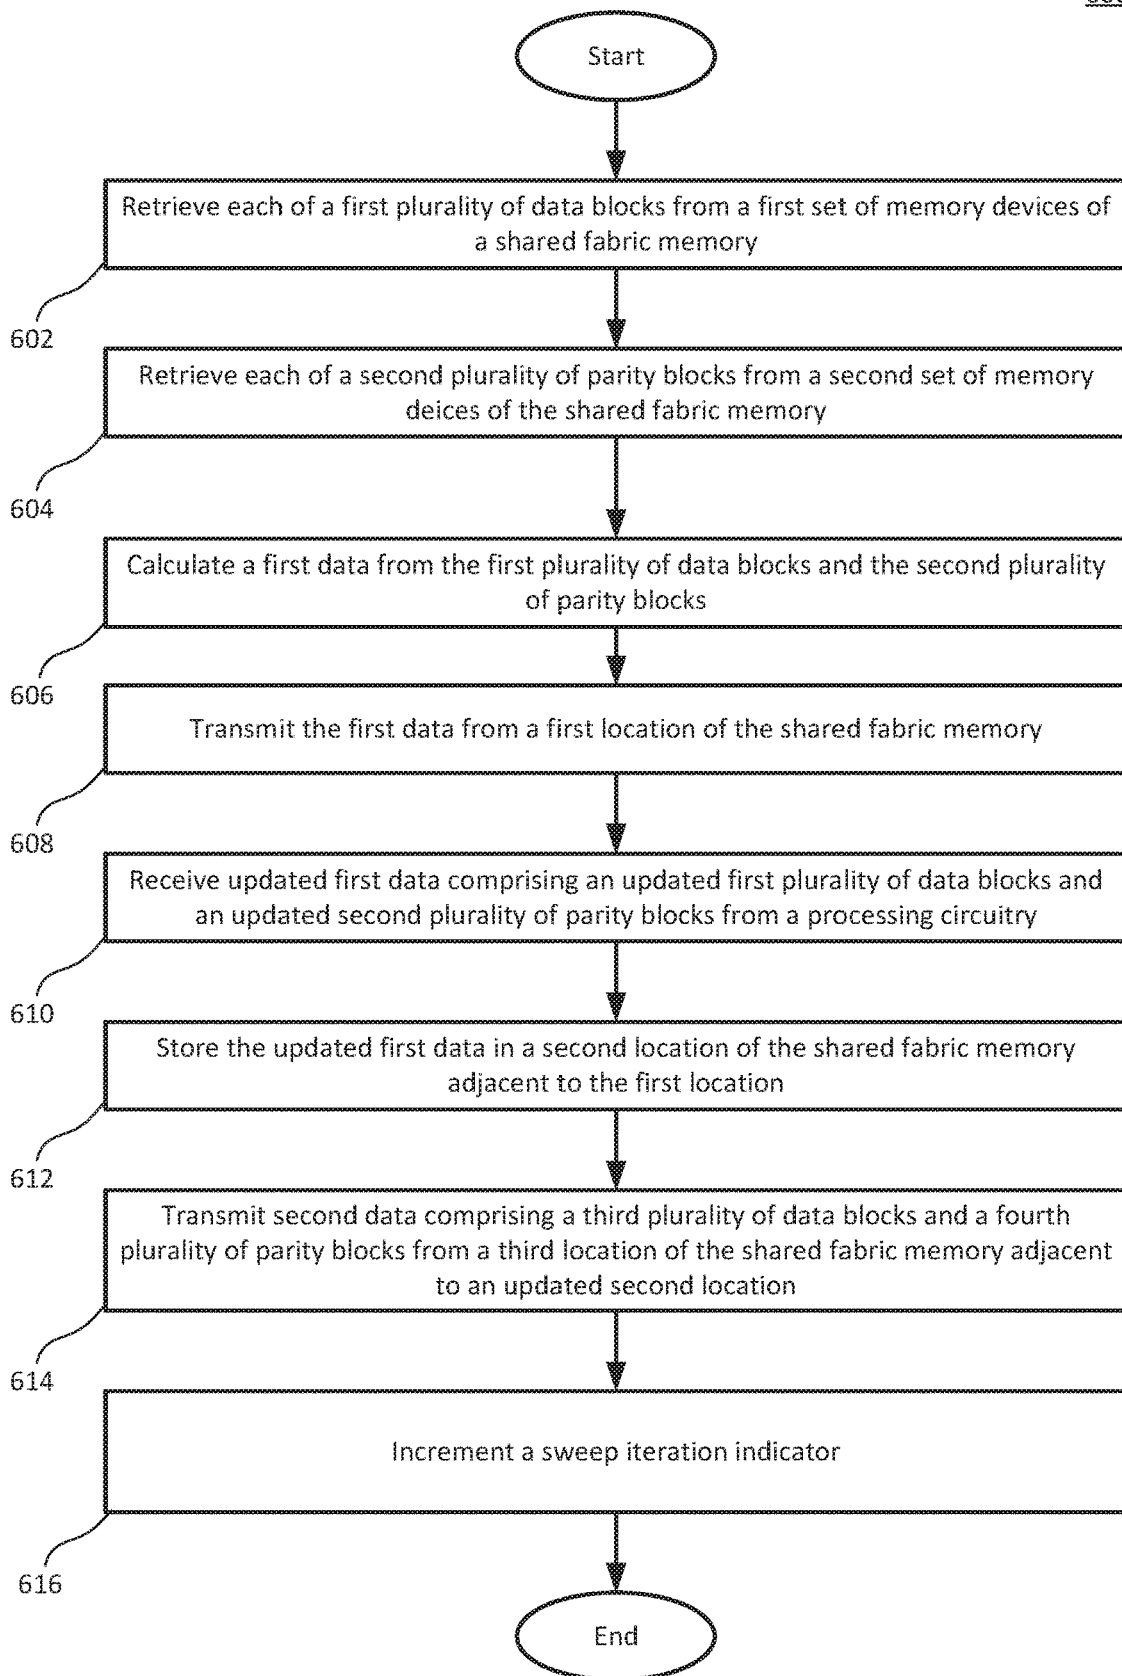 Start
Retrieve each of a first plurality of data blocks from a first set of memory devices of
a shared fabric memory
602
Retrieve each of a second plurality of parity blocks from a second set of memory
deices of the shared fabric memory
604
Calculate a first data from the first plurality of data blocks and the second plurality
of parity blocks
606
Transmit the first data from a first location of the shared fabric memory
608
Receive updated first data comprising an updated first plurality of data blocks and
an updated second plurality of parity blocks from a processing circuitry
610
Store the updated first data in a second location of the shared fabric memory
adjacent to the first location
612
Transmit second data comprising a third plurality of data blocks and a fourth
plurality of parity blocks from a third location of the shared fabric memory adjacent
to an updated second location
614
Increment a sweep iteration indicator
616
End